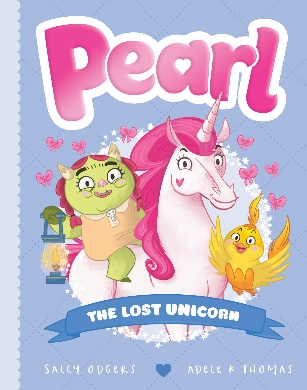 Pearl
THE LOST UNICORN
SALLY ODGERS ADELE K THOMAS